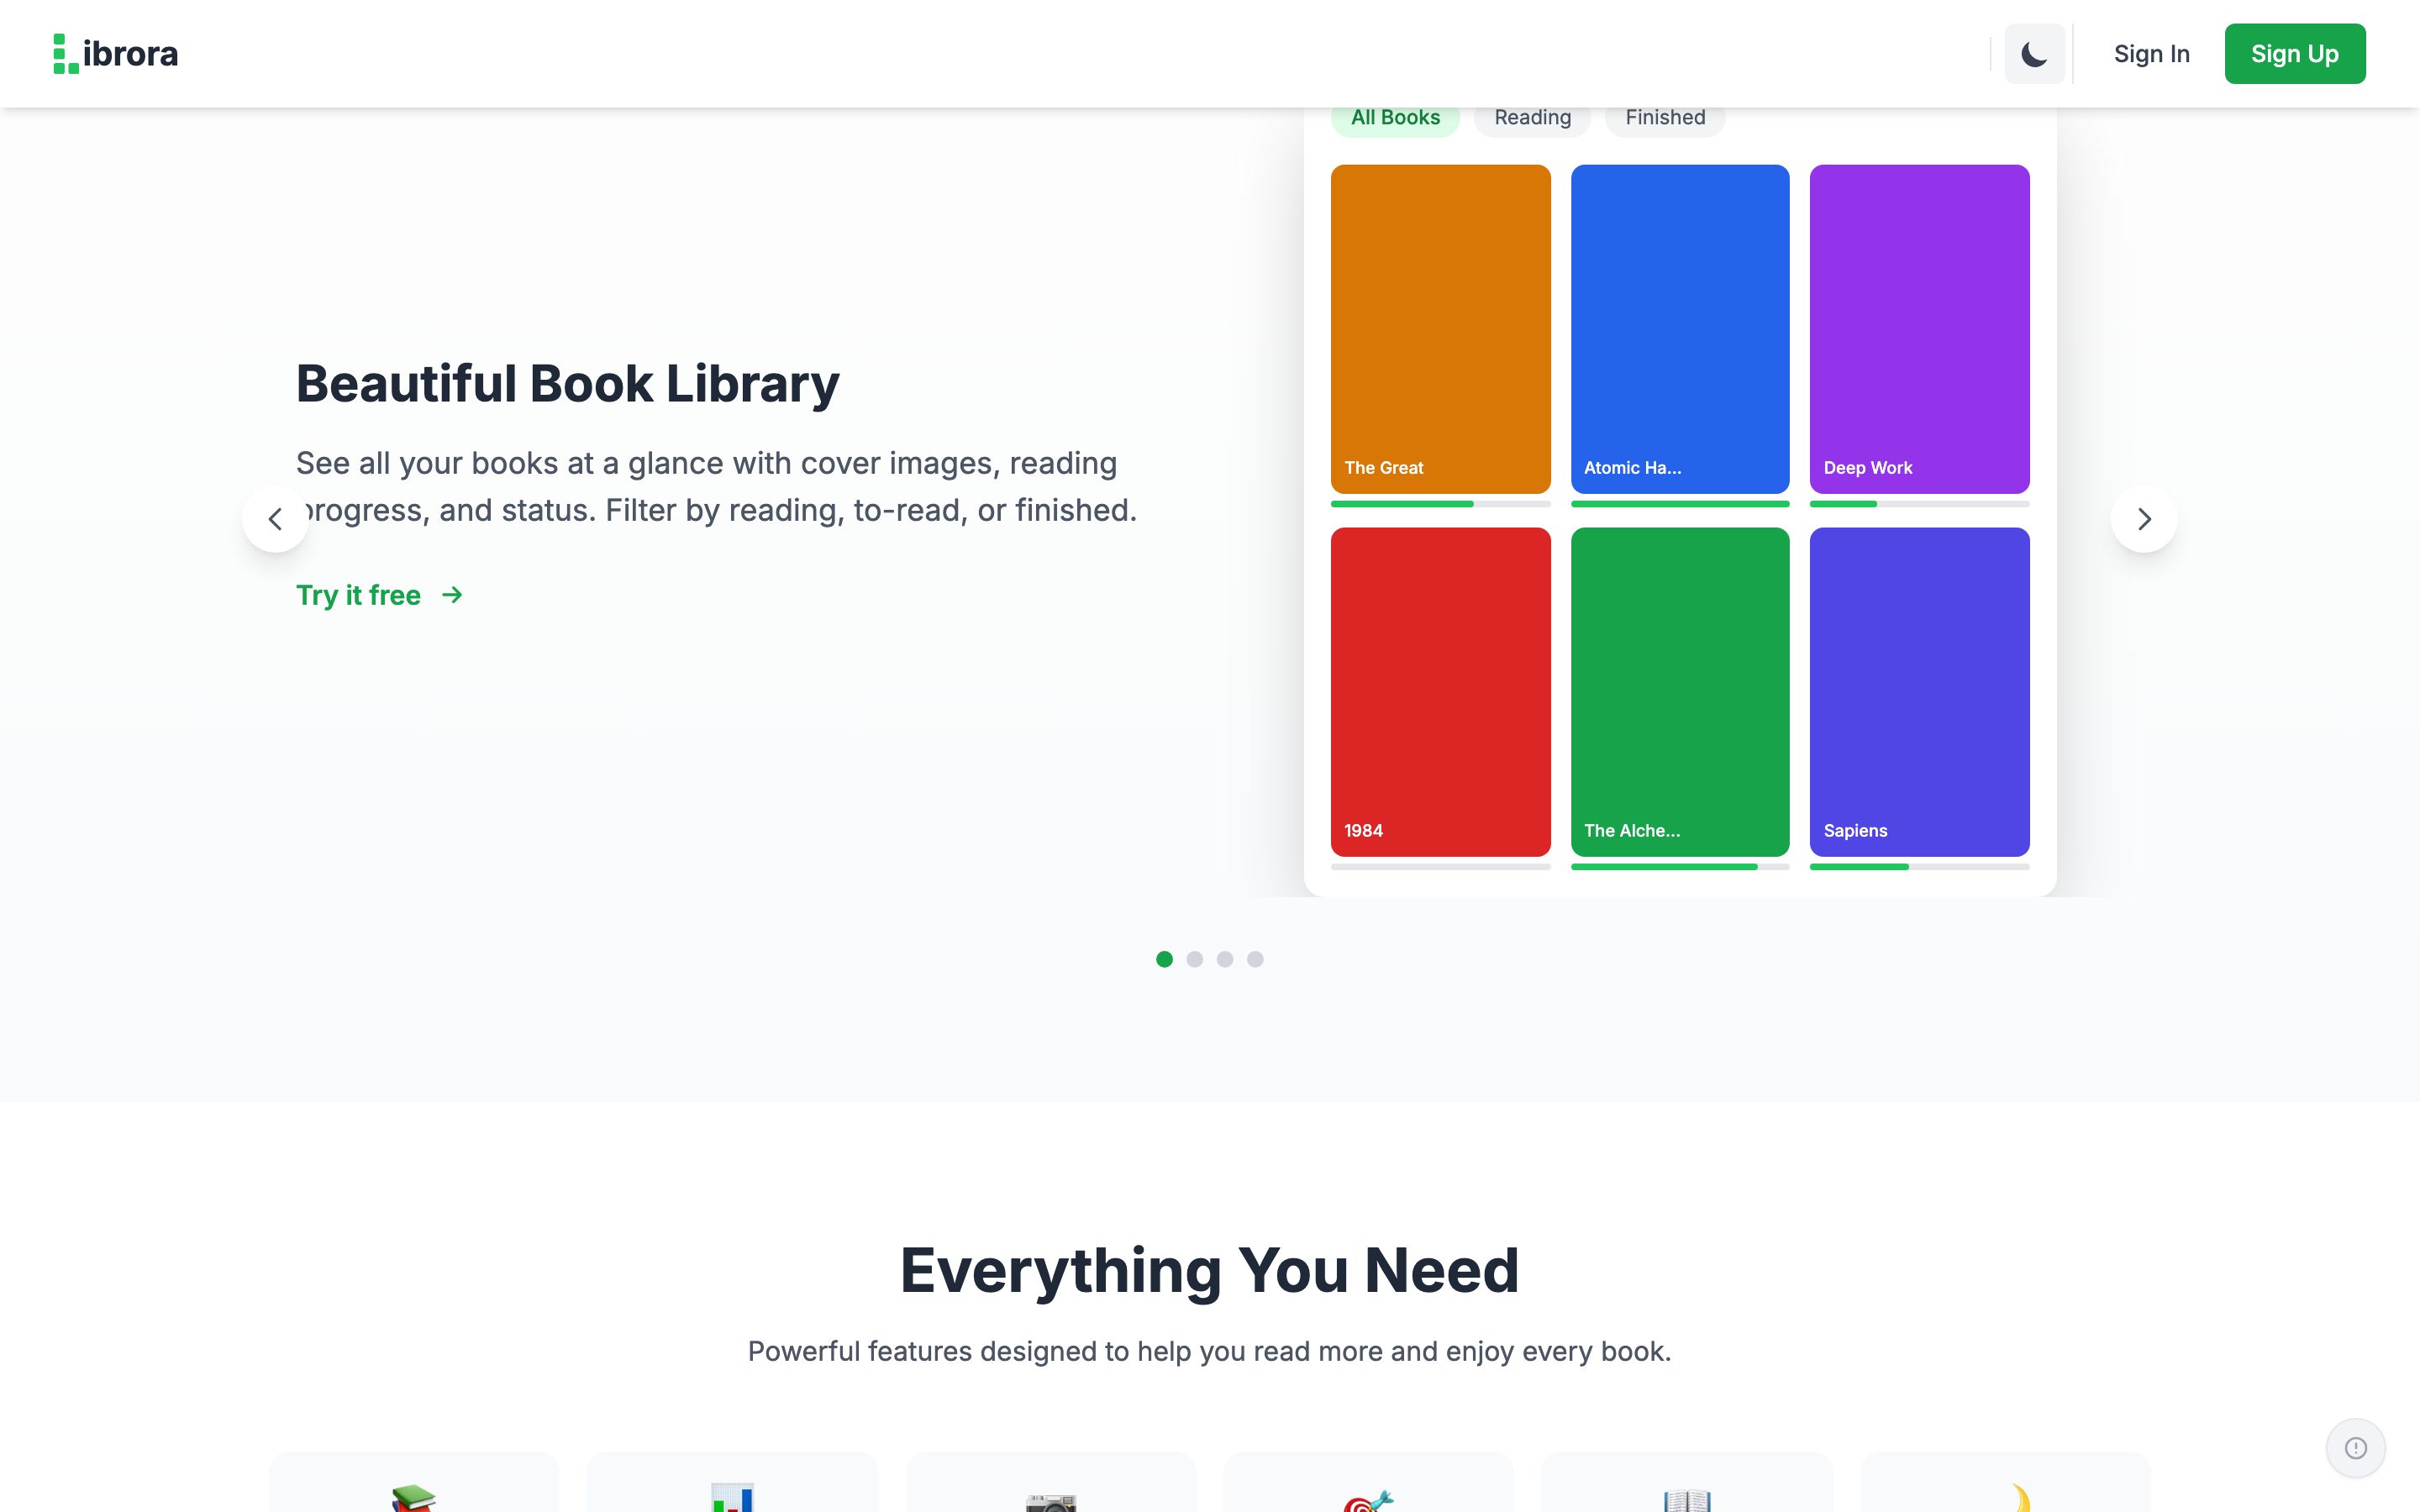 Librora
Sign In
Sign Up
All Books
Reading
Finished
Beautiful Book Library
See all your books at a glance with cover images, reading
progress, and status. Filter by reading, to-read, or finished.
Try it free →
The Great
Atomic Ha...
Deep Work
1984
The Alche...
Sapiens
Everything You Need
Powerful features designed to help you read more and enjoy every book.